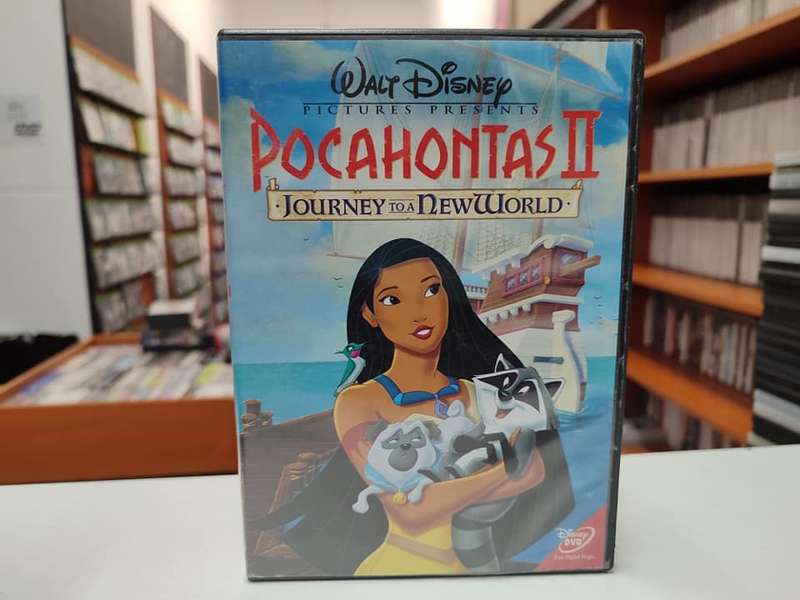 WALT DISNEY
PICTURES PRESENTS
POCAHONTAS II
·JOURNEY TO A NEW WORLD·
Disney
DVD